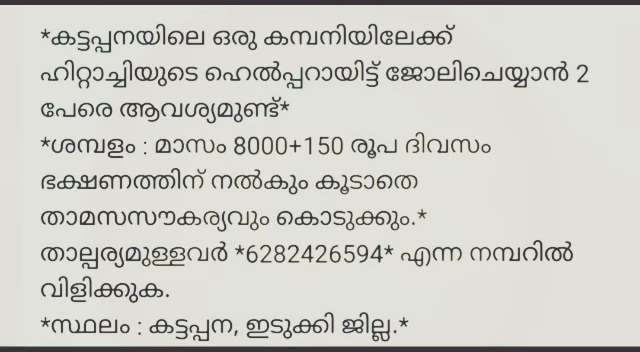 *കട്ടപ്പനയിലെ ഒരു കമ്പനിയിലേക്ക്
ഹിറ്റാച്ചിയുടെ ഹെൽപ്പറായിട്ട് ജോലിചെയ്യാൻ 2
പേരെ ആവശ്യമുണ്ട്*
*ശമ്പളം : മാസം 8000+150 രൂപ ദിവസം
ഭക്ഷണത്തിന് നൽകും കൂടാതെ
താമസസൗകര്യവും കൊടുക്കും.*
താല്പര്യമുള്ളവർ *6282426594* എന്ന നമ്പറിൽ
വിളിക്കുക.
*സ്ഥലം : കട്ടപ്പന, ഇടുക്കി ജില്ല.*